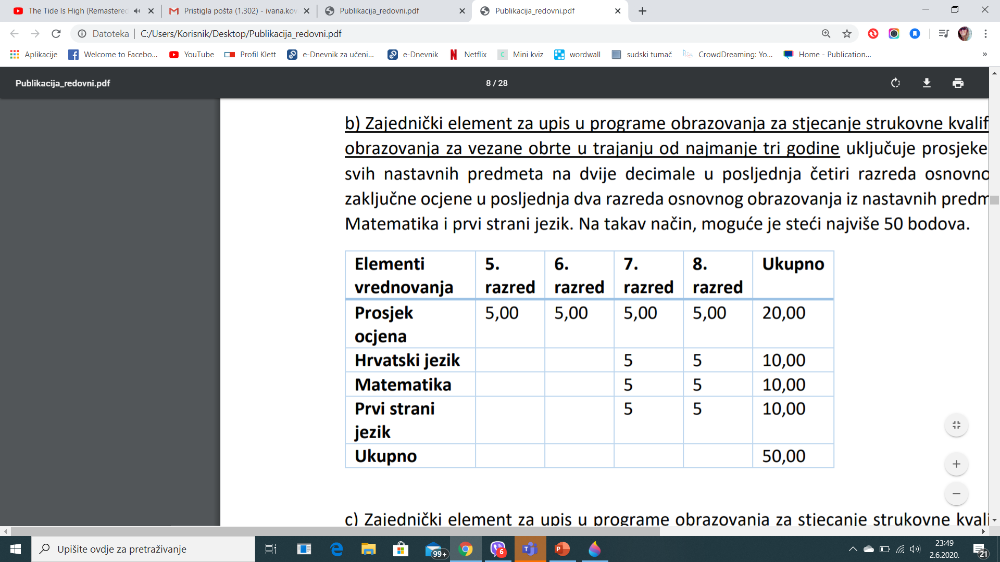 The Tide Is High (Remastered
Pristigla pošta (1.302) - ivana.kov
Publikacija_redovni.pdf
Publikacija_redovni.pdf
Datoteka
C:/Users/Korisnik/Desktop/Publikacija_redovni.pdf
Aplikacije
Welcome to Facebo...
YouTube
Profil Klett
e-Dnevnik za učeni...
e-Dnevnik
Netflix
Mini kviz
wordwall
sudski tumač
CrowdDreaming: Yo...
Home - Publication...
»
Publikacija_redovni.pdf
8 / 28
b) Zajednički element za upis u programe obrazovanja za stjecanje strukovne kvalif
obrazovanja za vezane obrte u trajanju od najmanje tri godine uključuje prosjeke
svih nastavnih predmeta na dvije decimale u posljednja četiri razreda osnovno
zaključne ocjene u posljednja dva razreda osnovnog obrazovanja iz nastavnih predm
Matematika i prvi strani jezik. Na takav način, moguće je steći najviše 50 bodova.
Elementi vrednovanja 5. razred 6. razred 7. razred 8. razred Ukupno
Prosjek ocjena 5,00 5,00 5,00 5,00 20,00
Hrvatski jezik 5 5 10,00
Matematika 5 5 10,00
Prvi strani jezik 5 5 10,00
Ukupno 50,00
c) Zajednički element za upis u programe obrazovanja za stjecanje strukovne kvali
Upišite ovdje za pretraživanje
99+
6
23:49
2.6.2020.
21